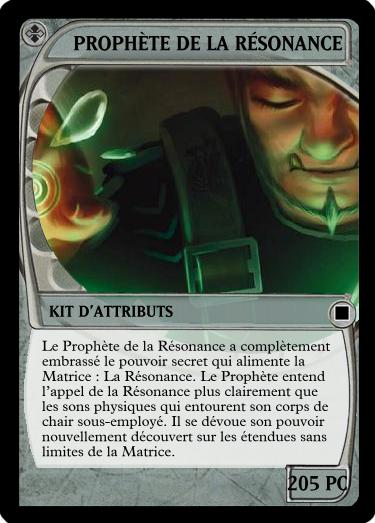 PROPHÈTE DE LA RÉSONANCE
KIT D'ATTRIBUTS
Le Prophète de la Résonance a complètement
embrassé le pouvoir secret qui alimente la
Matrice : La Résonance. Le Prophète entend
l'appel de la Résonance plus clairement que
les sons physiques qui entourent son corps de
chair sous-employé. Il se dévoue son pouvoir
nouvellement découvert sur les étendues sans
limites de la Matrice.
205 PC